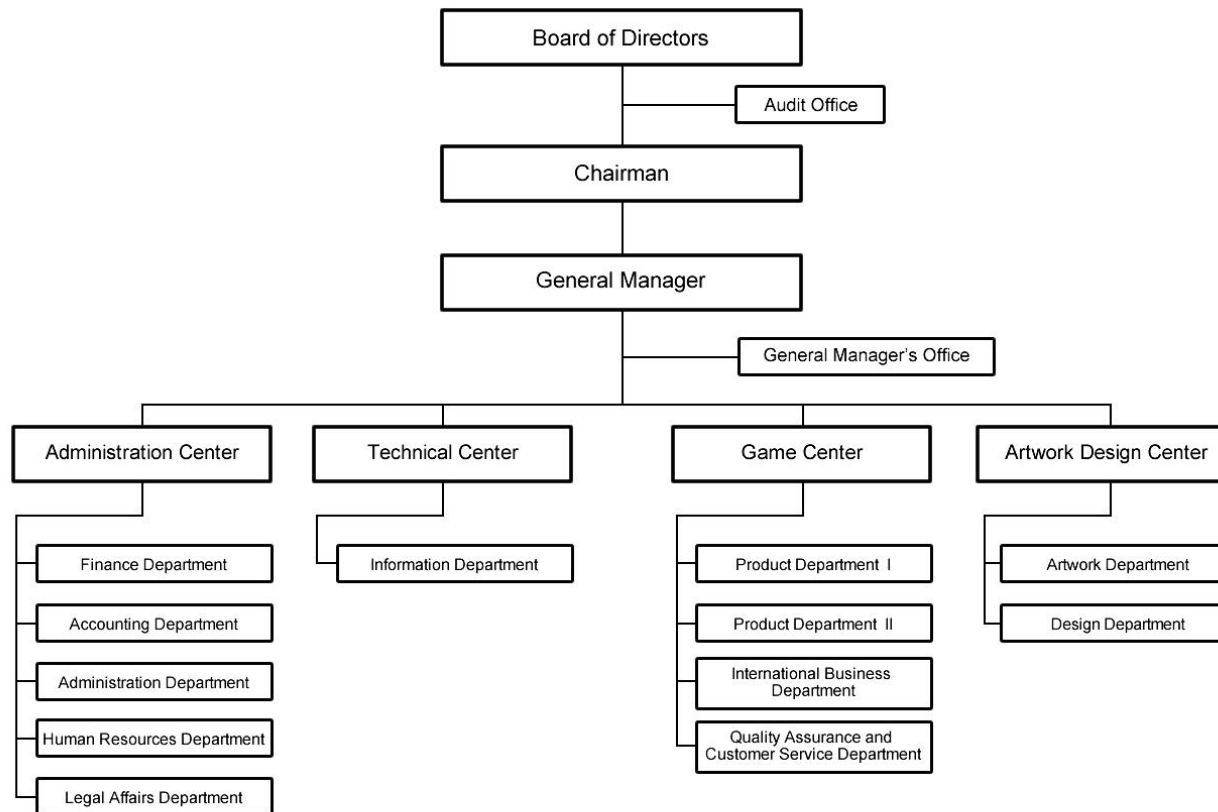 Board of Directors
Audit Office
Chairman
General Manager
General Manager’s Office
Administration Center
Technical Center
Game Center
Artwork Design Center
Finance Department
Information Department
Product Department I
Artwork Department
Accounting Department
Product Department II
Design Department
Administration Department
International Business
Department
Human Resources Department
Quality Assurance and
Customer Service Department
Legal Affairs Department